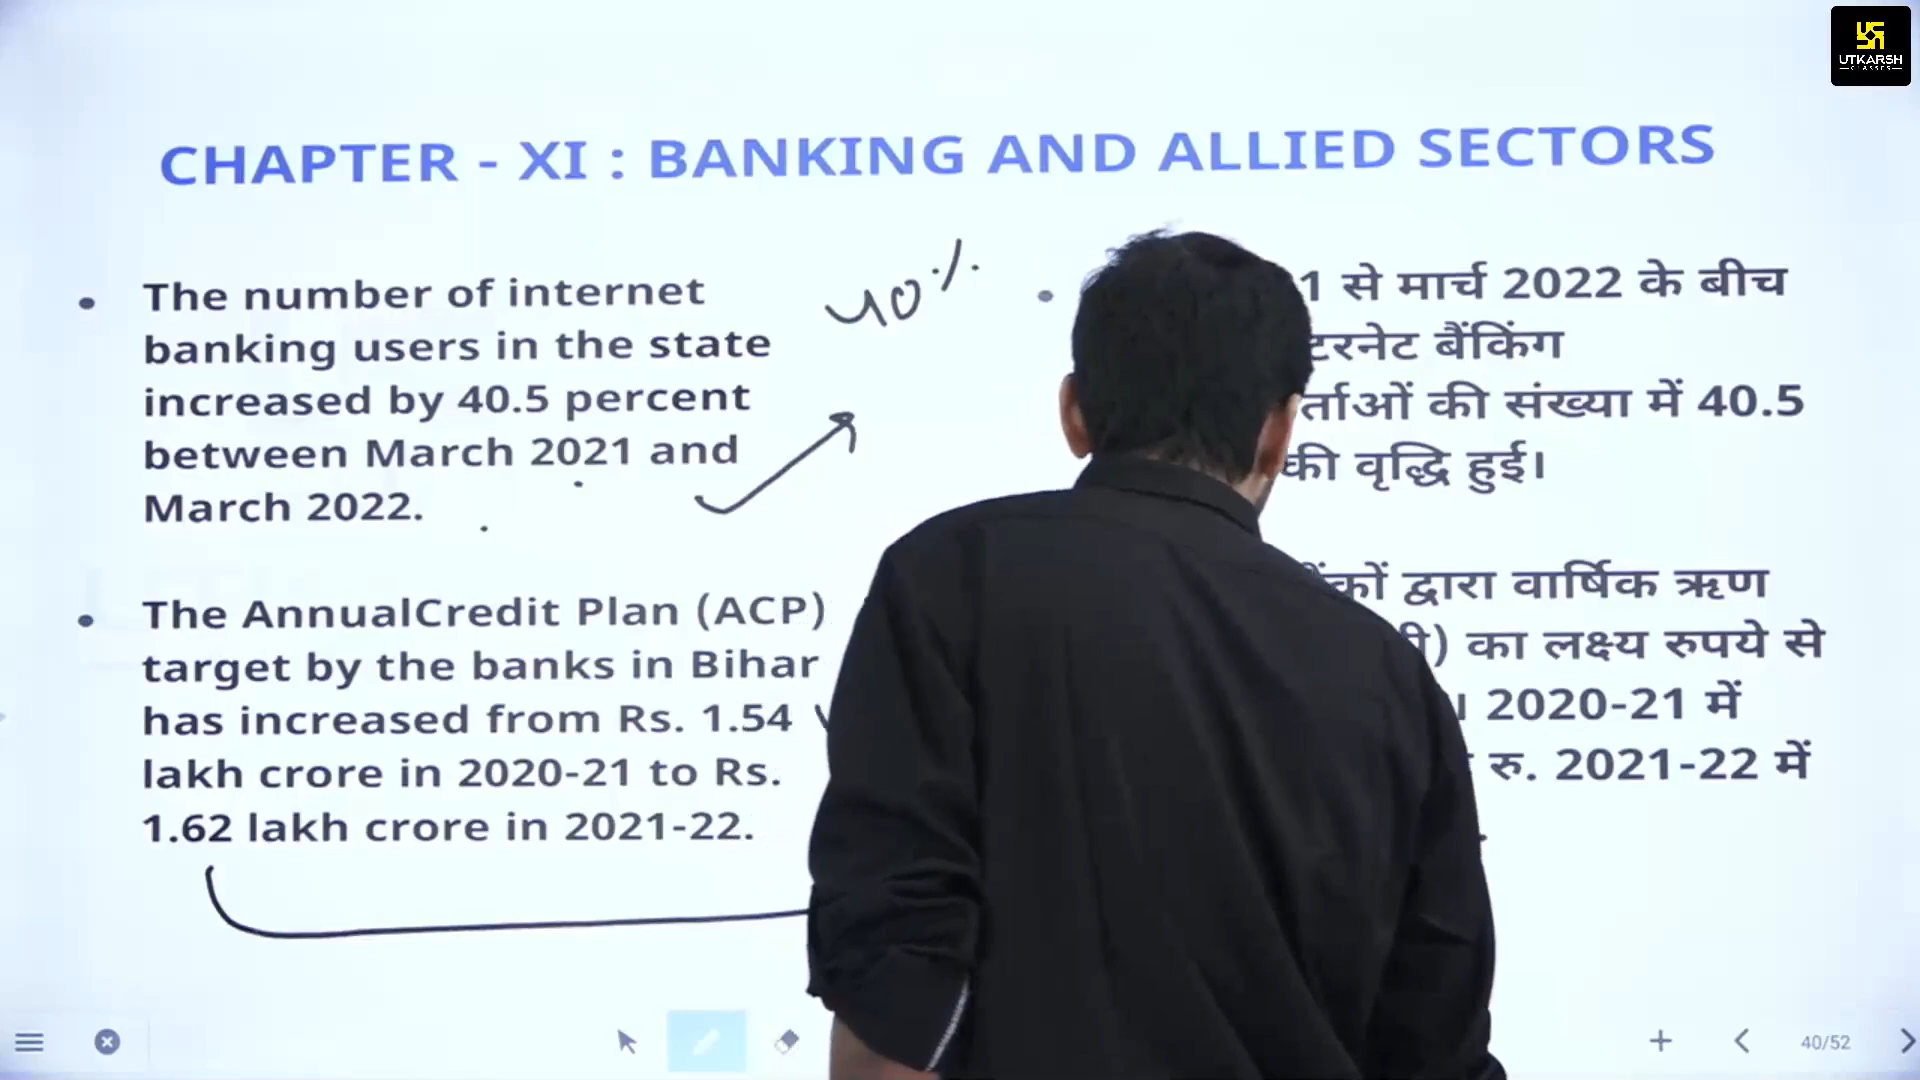 UTKARSH
CLASSES
CHAPTER - XI : BANKING AND ALLIED SECTORS
• The number of internet
banking users in the state
increased by 40.5 percent
between March 2021 and
March 2022.
40%
• The AnnualCredit Plan (ACP)
target by the banks in Bihar
has increased from Rs. 1.54
lakh crore in 2020-21 to Rs.
1.62 lakh crore in 2021-22.
• 1 से मार्च 2022 के बीच
बैंकिंग
की संख्या में 40.5
की वृद्धि हुई।
द्वारा वार्षिक ऋण
का लक्ष्य रुपये से
2020-21 में
रु. 2021-22 में
40/52